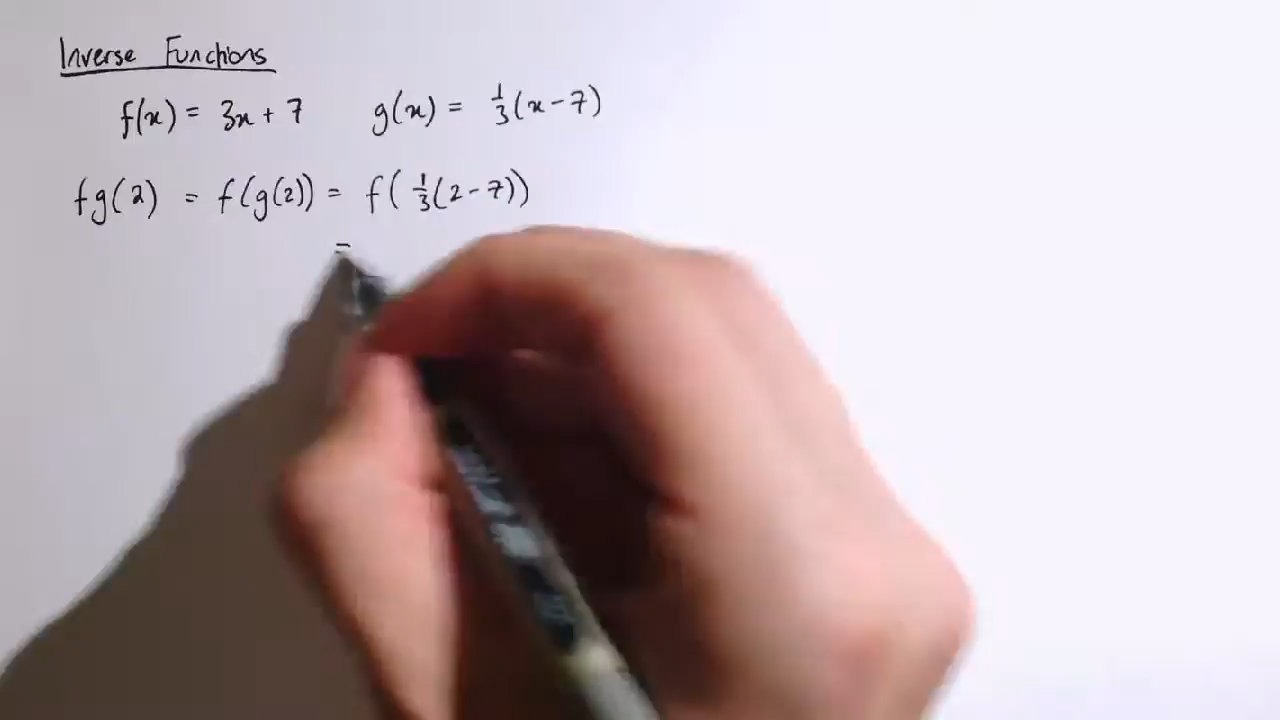 Inverse Functions
f(x) = 3x + 7 g(x) = 1/3(x - 7)
fg(2) = f(g(2)) = f(1/3(2 - 7))
=